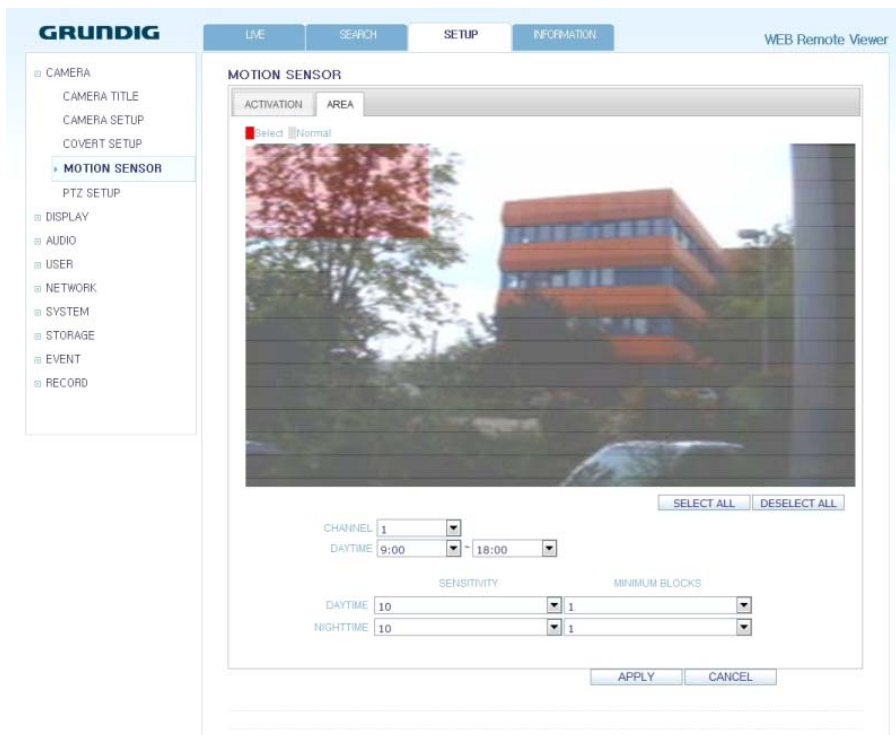 GRUNDIG
LIVE SEARCH SETUP INFORMATION
WEB Remote Viewer
CAMERA
CAMERA TITLE
CAMERA SETUP
COVERT SETUP
MOTION SENSOR
PTZ SETUP
DISPLAY
AUDIO
USER
NETWORK
SYSTEM
STORAGE
EVENT
RECORD
MOTION SENSOR
ACTIVATION AREA
Select Normal
SELECT ALL DESELECT ALL
CHANNEL 1
DAYTIME 9:00 ~ 18:00
SENSITIVITY MINIMUM BLOCKS
DAYTIME 10 1
NIGHTTIME 10 1
APPLY CANCEL